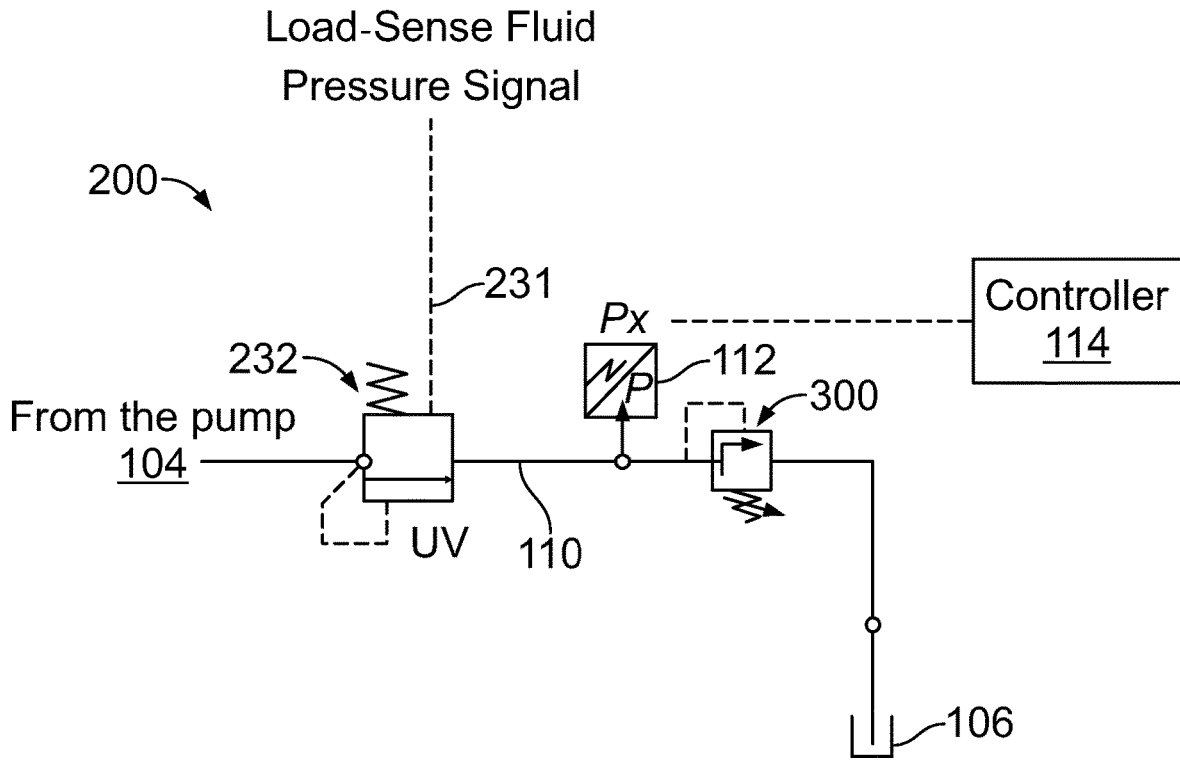 Load-Sense Fluid
Pressure Signal
200
231
Controller
114
Px
P
112
232
300
From the pump
104
UV
110
106